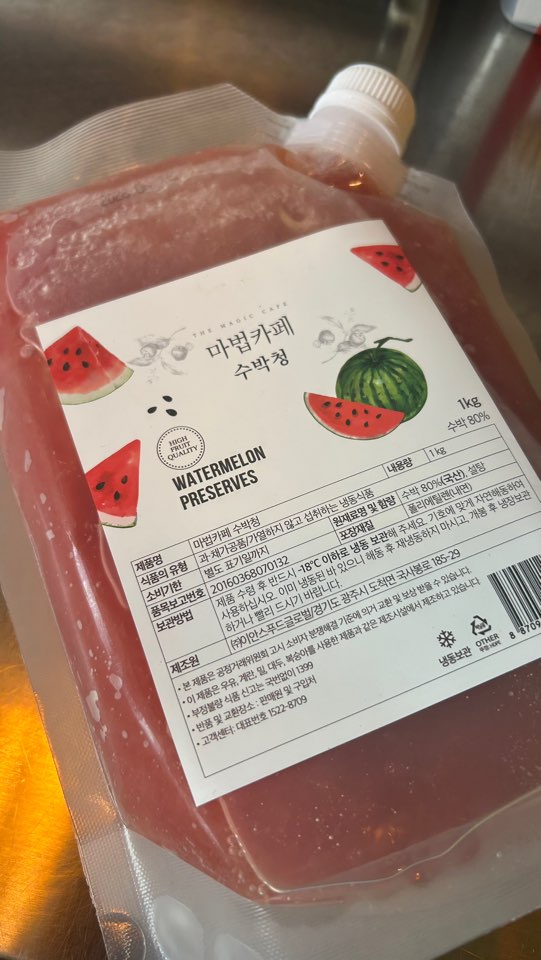 THE MAGIC CAFE
마법카페
수박청
HIGH
FRUIT
QUALITY
WATERMELON
PRESERVES
1kg
수박 80%
제품명 마법카페 수박청 내용량 1 kg
식품의 유형 과·채가공품/가열하지 않고 섭취하는 냉동식품 원재료명 및 함량 수박 80%(국산), 설탕
소비기한 별도 표기일까지 포장재질 폴리에틸렌(내면)
품목보고번호 20160368070132
보관방법 제품 수령 후 반드시 -18℃ 이하로 냉동 보관해 주세요. 기호에 맞게 자연해동하여
사용하십시오. 이미 냉동된 바 있으니 해동 후 재냉동하지 마시고, 개봉 후 냉장보관
하거나 빨리 드시기 바랍니다.
제조원 ㈜이안스푸드글로벌/경기도 광주시 도척면 국사봉로 185-29
• 본 제품은 공정거래위원회 고시 소비자 분쟁해결 기준에 의거 교환 및 보상 받을 수 있습니다.
• 이 제품은 우유, 계란, 밀, 대두, 복숭아를 사용한 제품과 같은 제조시설에서 제조하고 있습니다.
• 부정불량 식품 신고는 국번없이 1399
• 반품 및 교환장소 : 판매원 및 구입처
• 고객센터: 대표번호 1522-8709
냉동보관
OTHER
8 8709